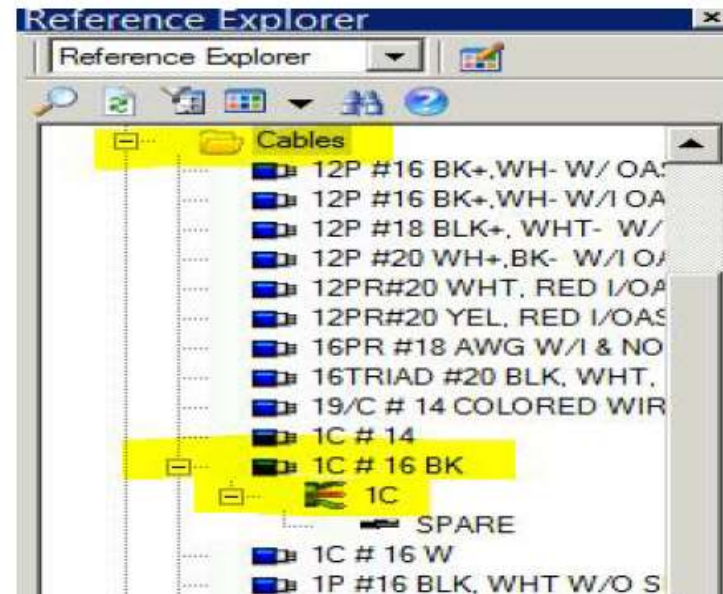 Reference Explorer
Reference Explorer
Cables
12P #16 BK+,WH- W/ OAS
12P #16 BK+,WH- W/I OA
12P #18 BLK+, WHT- W/
12P #20 WH+,BK- W/I OA
12PR#20 WHT, RED I/OA
12PR#20 YEL, RED I/OAS
16PR #18 AWG W/I & NO
16TRIAD #20 BLK, WHT,
19/C # 14 COLORED WIR
1C # 14
1C # 16 BK
1C
SPARE
1C # 16 W
1P #16 BLK, WHT W/O S